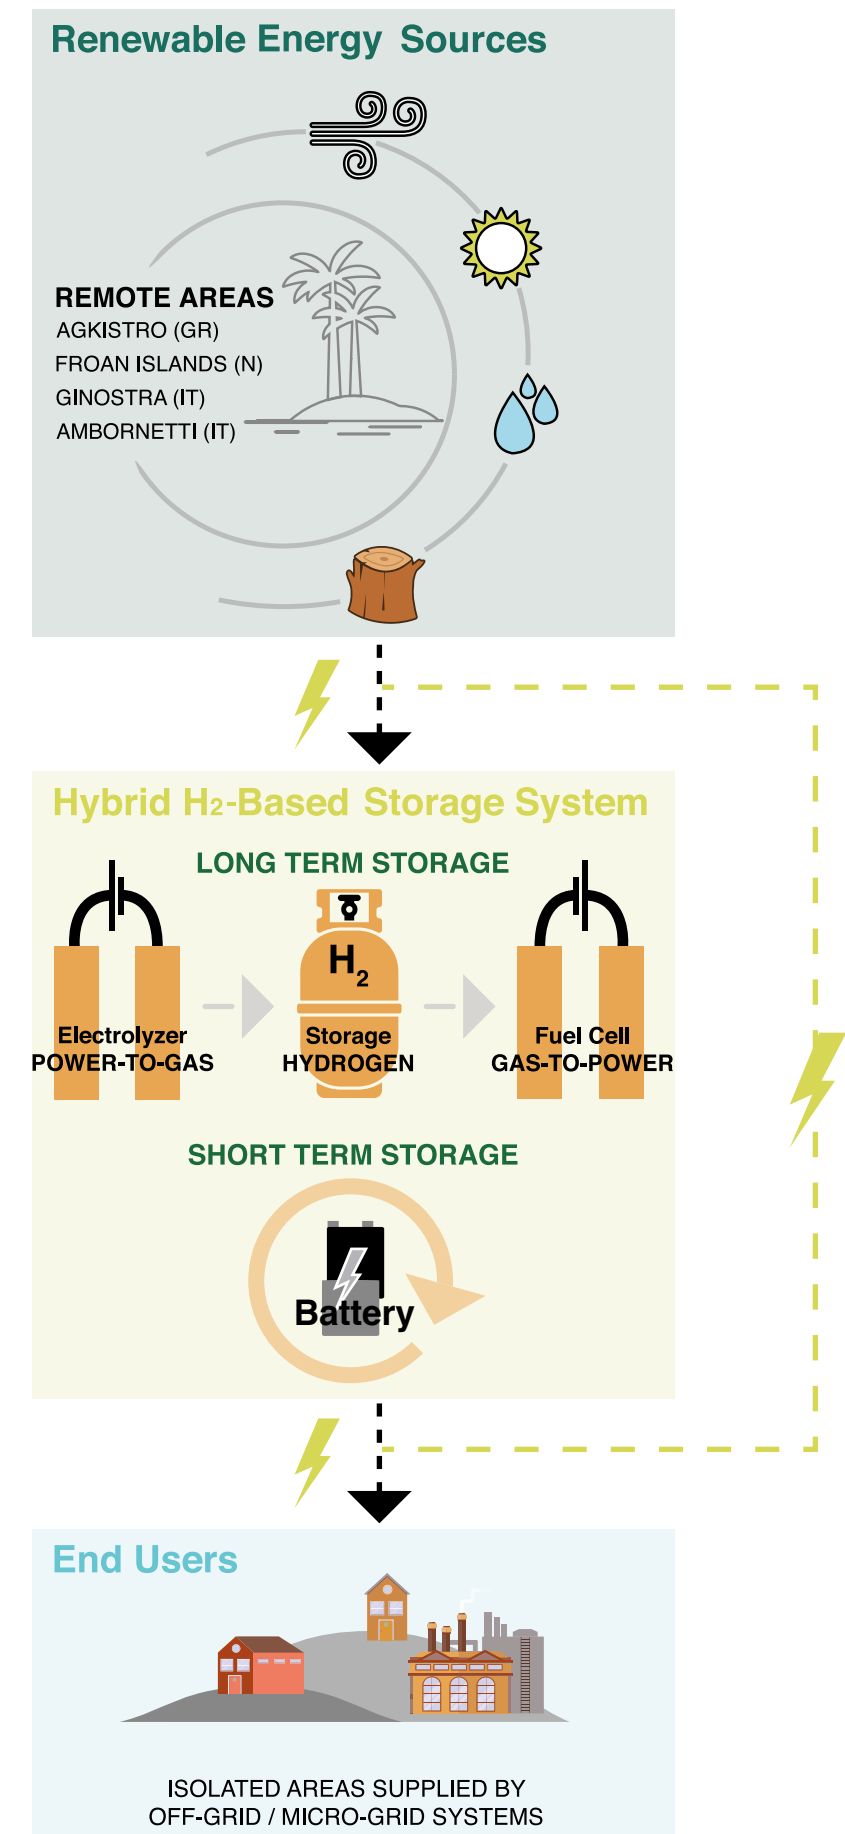 Renewable Energy Sources
REMOTE AREAS
AGKISTRO (GR)
FROAN ISLANDS (N)
GINOSTRA (IT)
AMBORNETTI (IT)
Hybrid H2-Based Storage System
LONG TERM STORAGE
H2
Electrolyzer
POWER-TO-GAS
Storage
HYDROGEN
Fuel Cell
GAS-TO-POWER
SHORT TERM STORAGE
Battery
End Users
ISOLATED AREAS SUPPLIED BY
OFF-GRID / MICRO-GRID SYSTEMS